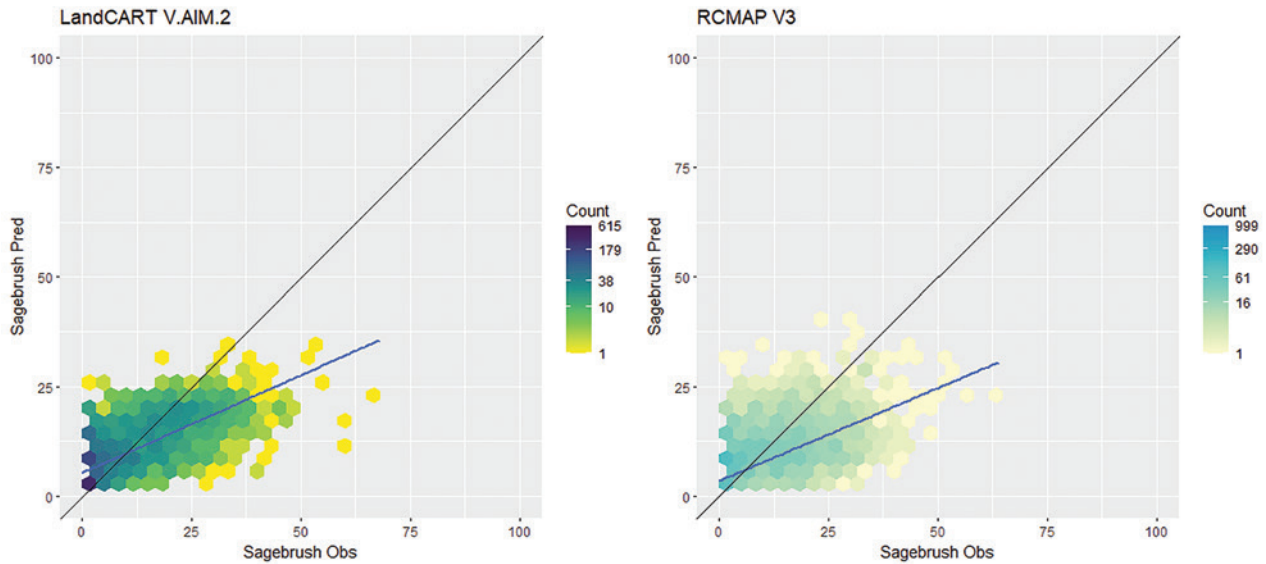 LandCART V.AIM.2
100
75
50
25
0
Sagebrush Pred
0 25 50 75 100
Sagebrush Obs
Count
615
179
38
10
1
RCMAP V3
100
75
50
25
0
Sagebrush Pred
0 25 50 75 100
Sagebrush Obs
Count
999
290
61
16
1